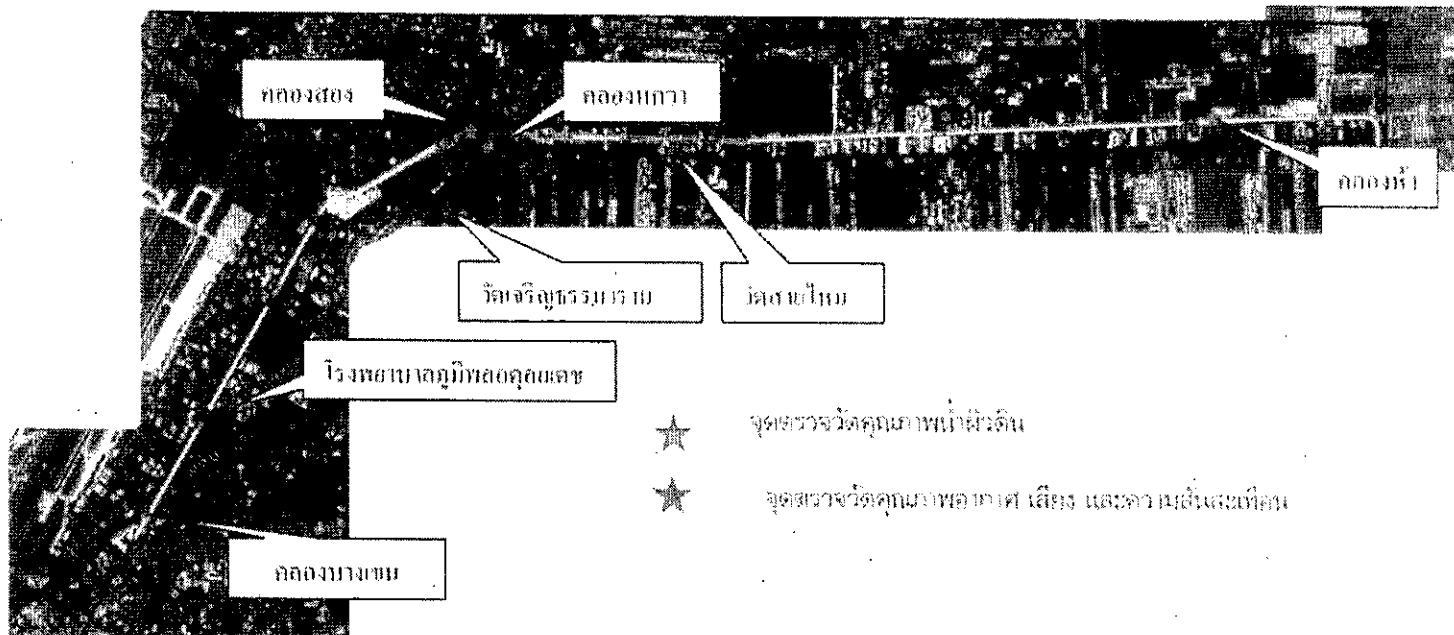 คลองสอง
คลองหกวา
คลองห้า
วัดเจริญธรรมาราม
วัดสายไหม
โรงพยาบาลภูมิพลอดุลยเดช
จุดตรวจวัดคุณภาพน้ำผิวดิน
จุดตรวจวัดคุณภาพอากาศ เสียง และความสั่นสะเทือน
คลองบางเขน